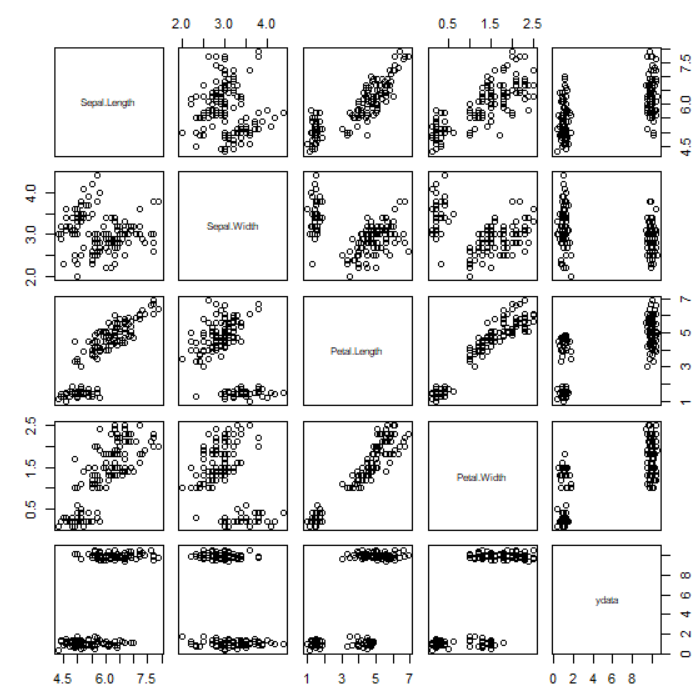 2.0 3.0 4.0
0.5 1.5 2.5
Sepal.Length
4.5 6.0 7.5
2.0 3.0 4.0
Sepal.Width
Petal.Length
1 3 5 7
0.5 1.5 2.5
Petal.Width
ydata
0 2 4 6 8
4.5 6.0 7.5
1 3 5 7
0 2 4 6 8